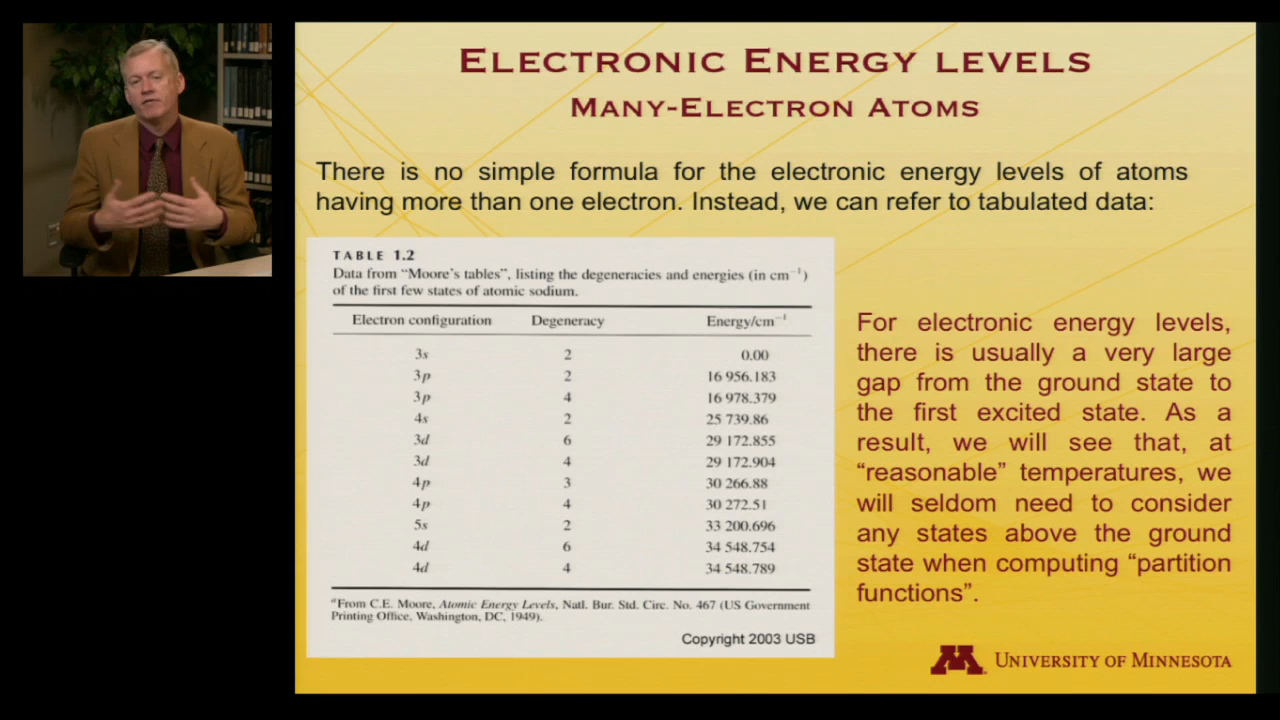 ELECTRONIC ENERGY LEVELS
MANY-ELECTRON ATOMS
There is no simple formula for the electronic energy levels of atoms
having more than one electron. Instead, we can refer to tabulated data:
TABLE 1.2
Data from “Moore's tables”, listing the degeneracies and energies (in cm⁻¹)
of the first few states of atomic sodium.
Electron configuration Degeneracy Energy/cm⁻¹
3s 2 0.00
3p 2 16 956.183
3p 4 16 978.379
4s 2 25 739.86
3d 6 29 172.855
3d 4 29 172.904
4p 3 30 266.88
4p 4 30 272.51
5s 2 33 200.696
4d 6 34 548.754
4d 4 34 548.789
ᵃFrom C.E. Moore, Atomic Energy Levels, Natl. Bur. Std. Circ. No. 467 (US Government
Printing Office, Washington, DC, 1949).
Copyright 2003 USB
For electronic energy levels,
there is usually a very large
gap from the ground state to
the first excited state. As a
result, we will see that, at
“reasonable” temperatures, we
will seldom need to consider
any states above the ground
state when computing “partition
functions”.
M
UNIVERSITY OF MINNESOTA